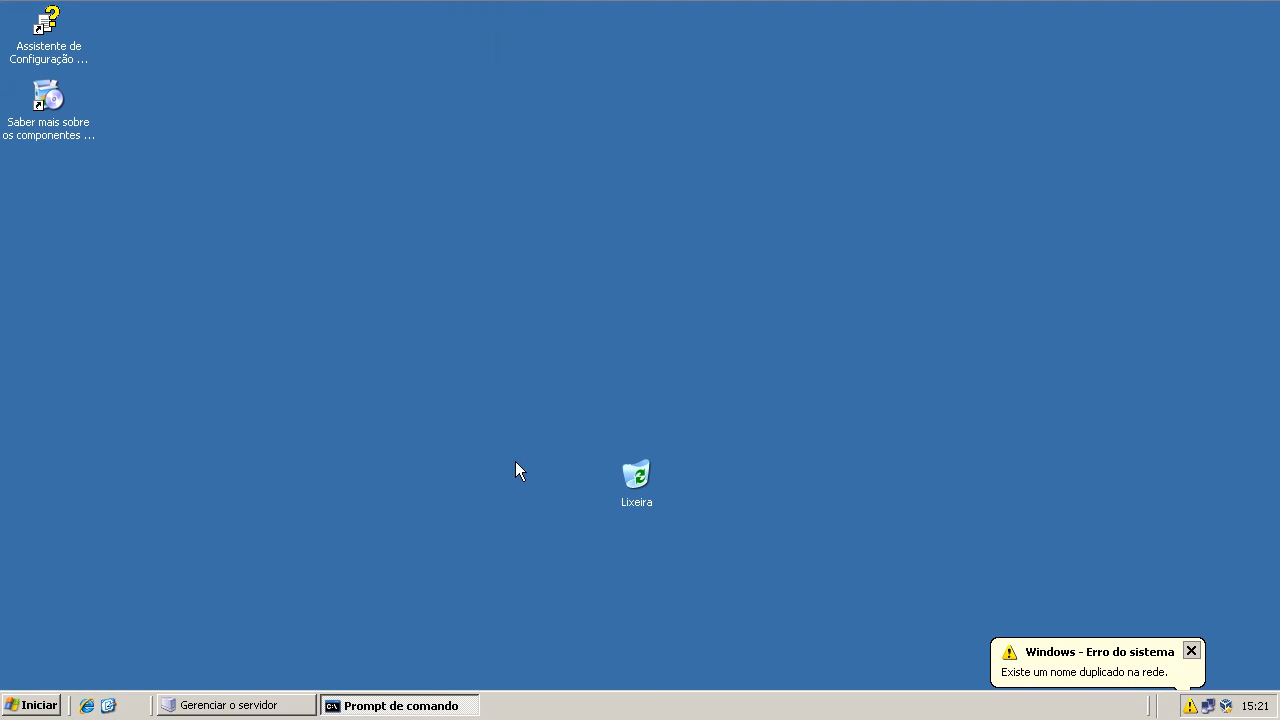 Assistente de
Configuração ...
Saber mais sobre
os componentes ...
Lixeira
Windows - Erro do sistema
Existe um nome duplicado na rede.
Iniciar
Gerenciar o servidor
C:\
Prompt de comando
15:21